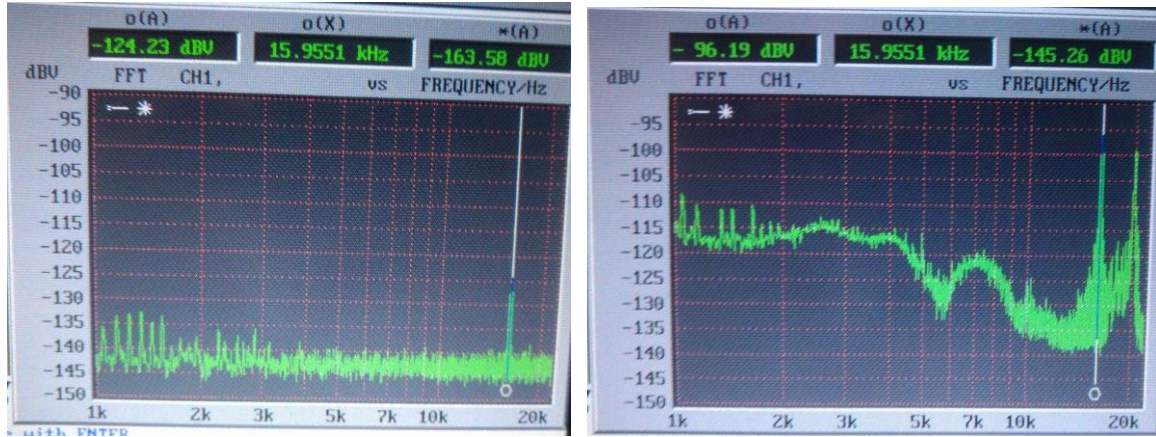 o(A) o(X) *(A)
-124.23 dBV 15.9551 kHz -163.58 dBV
dBV FFT CH1, vs FREQUENCY/Hz
-90
-95
-100
-105
-110
-115
-120
-125
-130
-135
-140
-145
-150
1k 2k 3k 5k 7k 10k 20k
e with ENTER
o(A) o(X) *(A)
- 96.19 dBV 15.9551 kHz -145.26 dBV
dBV FFT CH1, vs FREQUENCY/Hz
-95
-100
-105
-110
-115
-120
-125
-130
-135
-140
-145
-150
1k 2k 3k 5k 7k 10k 20k